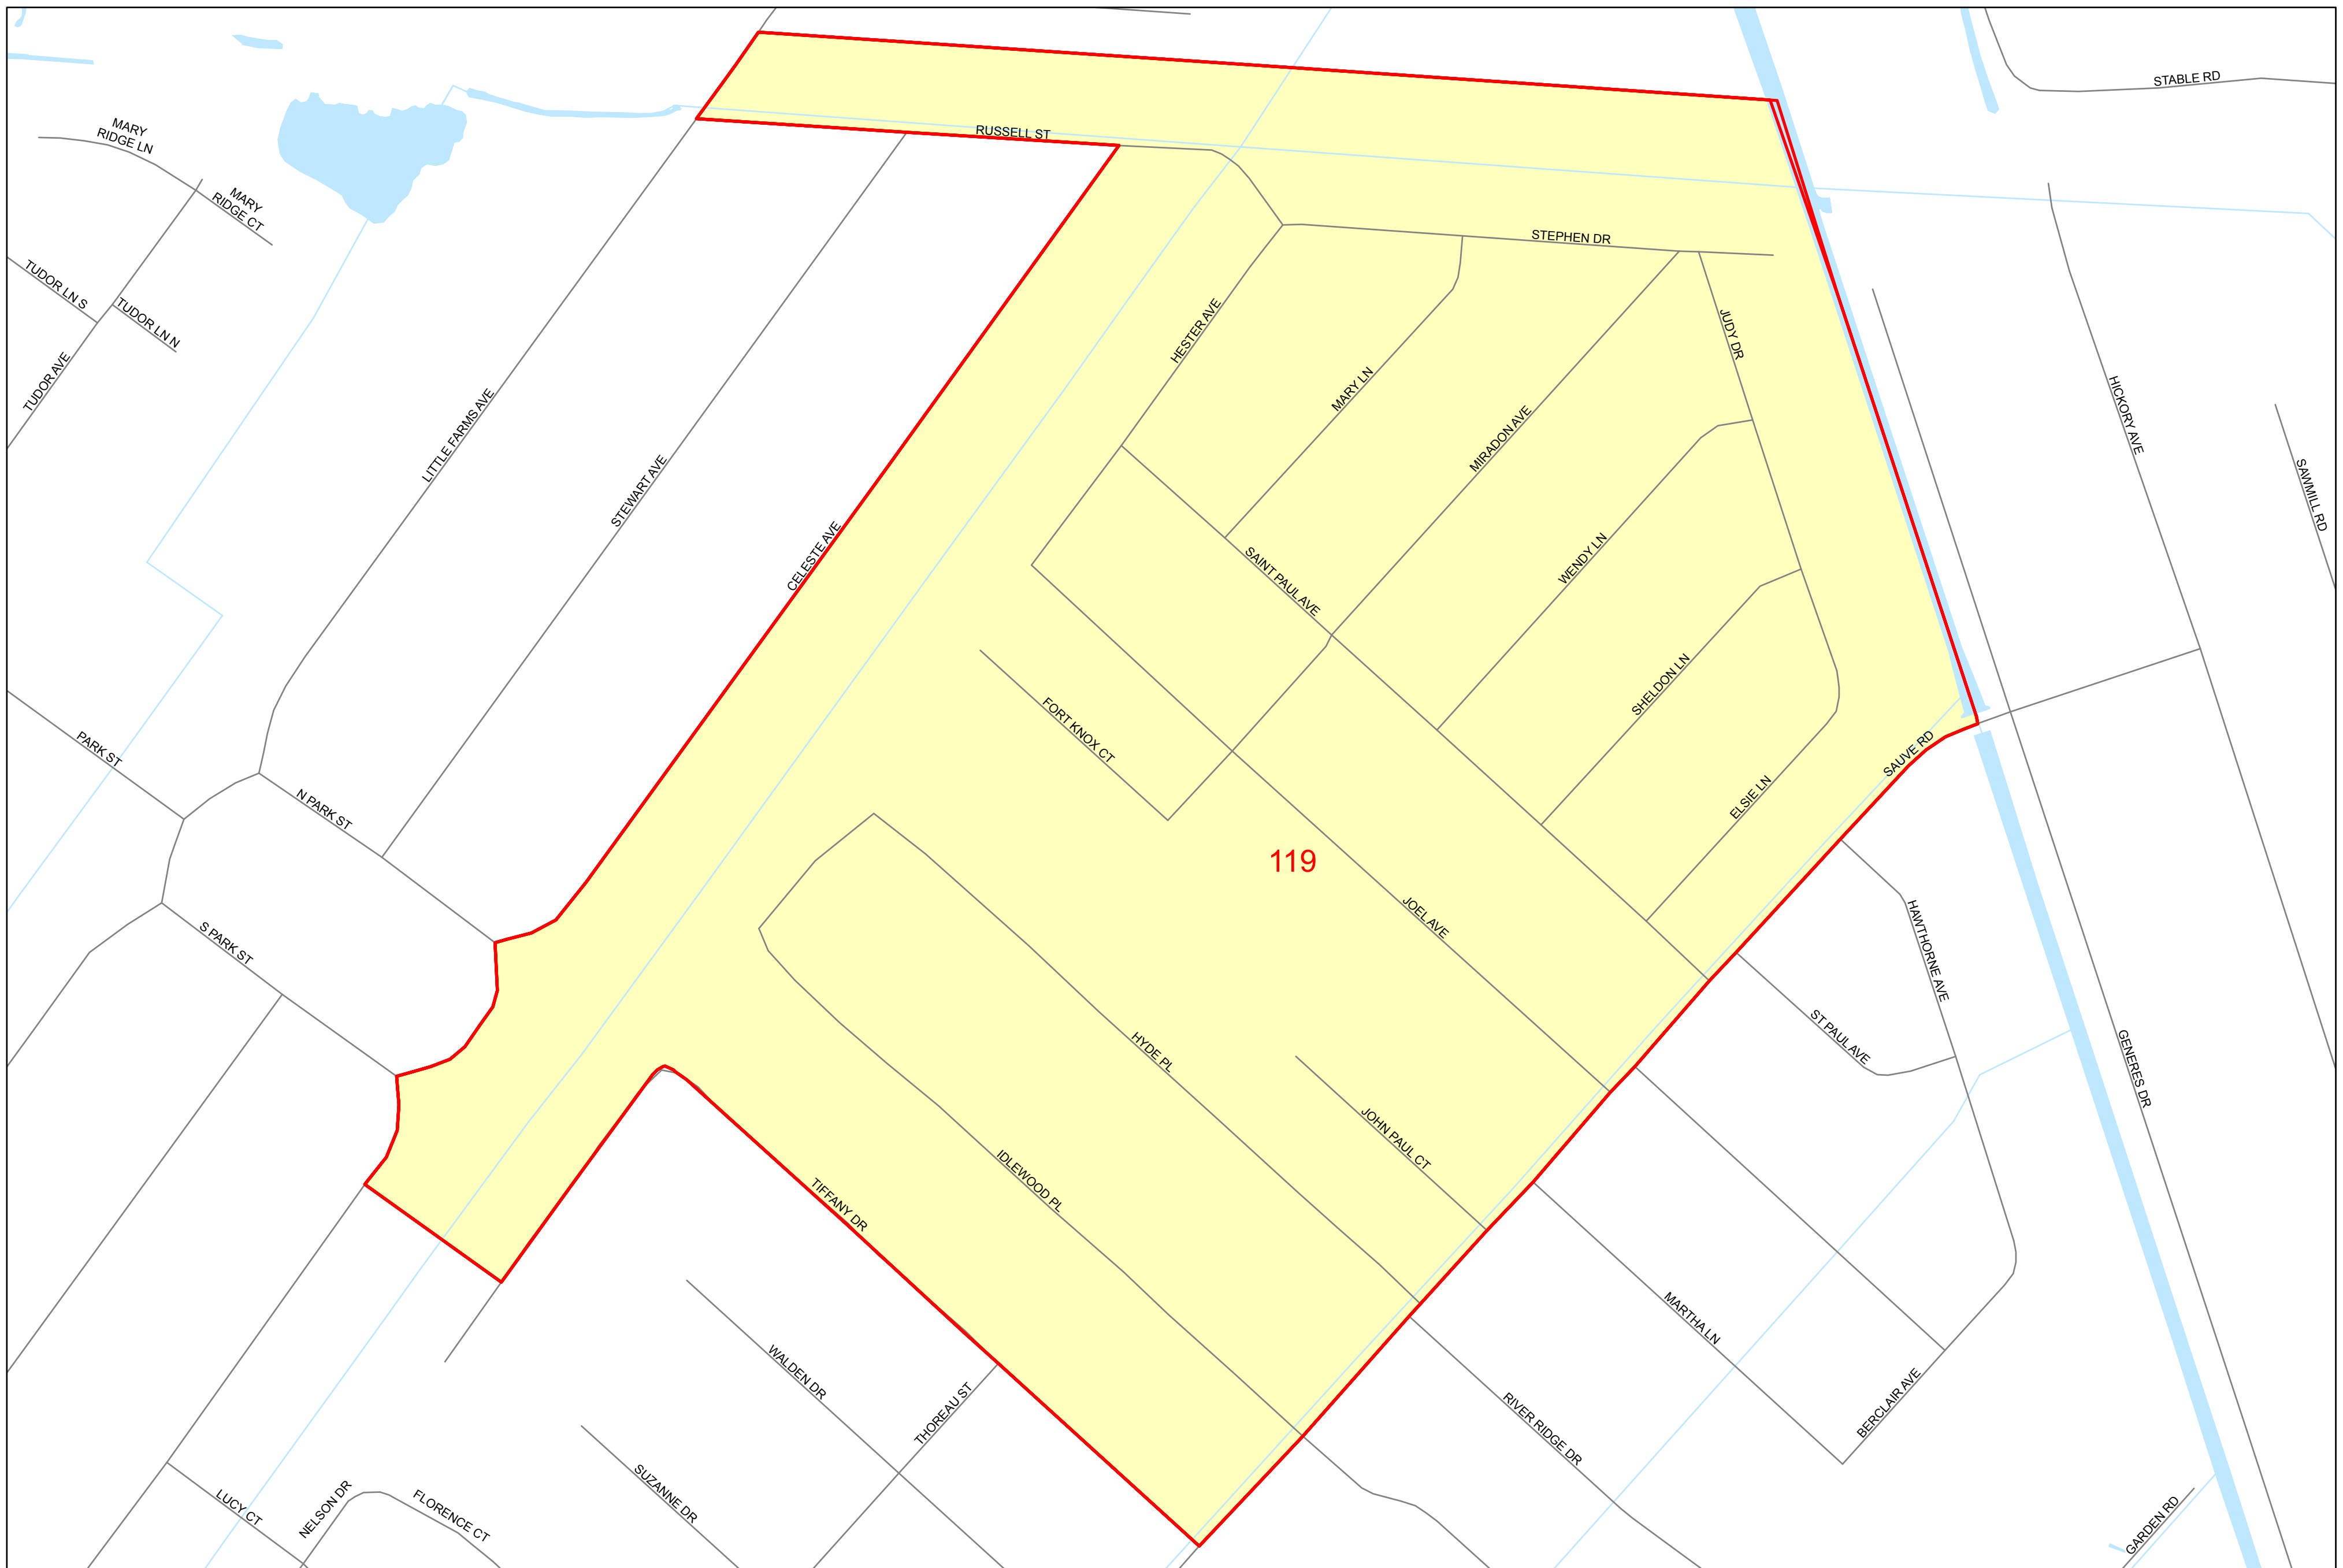 STABLE RD
MARY
RIDGE LN
RUSSELL ST
MARY
RIDGE CT
STEPHEN DR
TUDOR LN S
TUDOR LN N
HESTER AVE
JUDY DR
TUDOR AVE
MARY LN
LITTLE FARMS AVE
MIRADON AVE
HICKORY AVE
STEWART AVE
SAWMILL RD
CELESTE AVE
SAINT PAUL AVE
WENDY LN
SHELDON LN
FORT KNOX CT
PARK ST
SAUVE RD
N PARK ST
ELSIE LN
119
JOEL AVE
S PARK ST
HAWTHORNE AVE
HYDE PL
ST PAUL AVE
GENERES DR
JOHN PAUL CT
IDLEWOOD PL
TIFFANY DR
MARTHA LN
WALDEN DR
THOREAU ST
BERCLAIR AVE
RIVER RIDGE DR
SUZANNE DR
LUCY CT
NELSON DR
FLORENCE CT
GARDEN RD